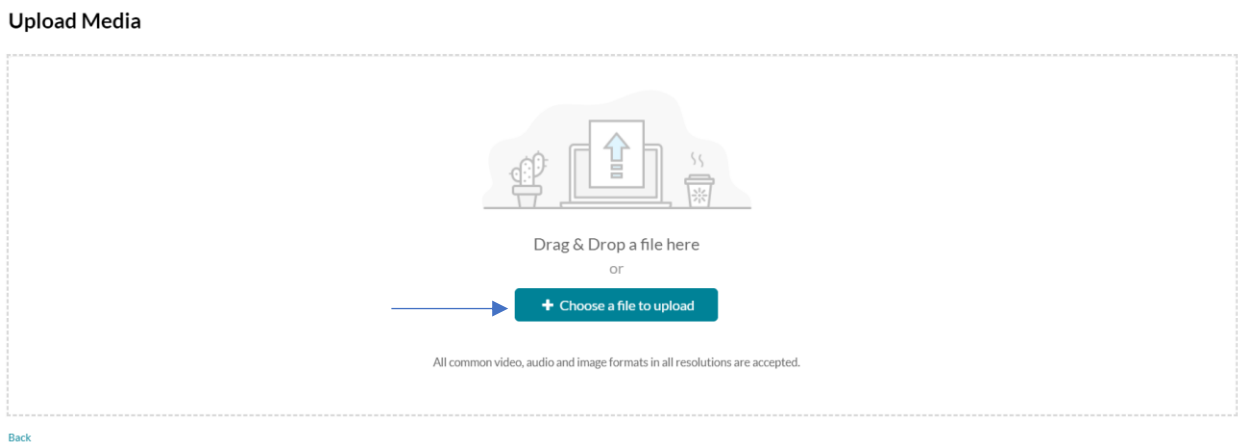 Upload Media
Drag & Drop a file here
or
+ Choose a file to upload
All common video, audio and image formats in all resolutions are accepted.
Back